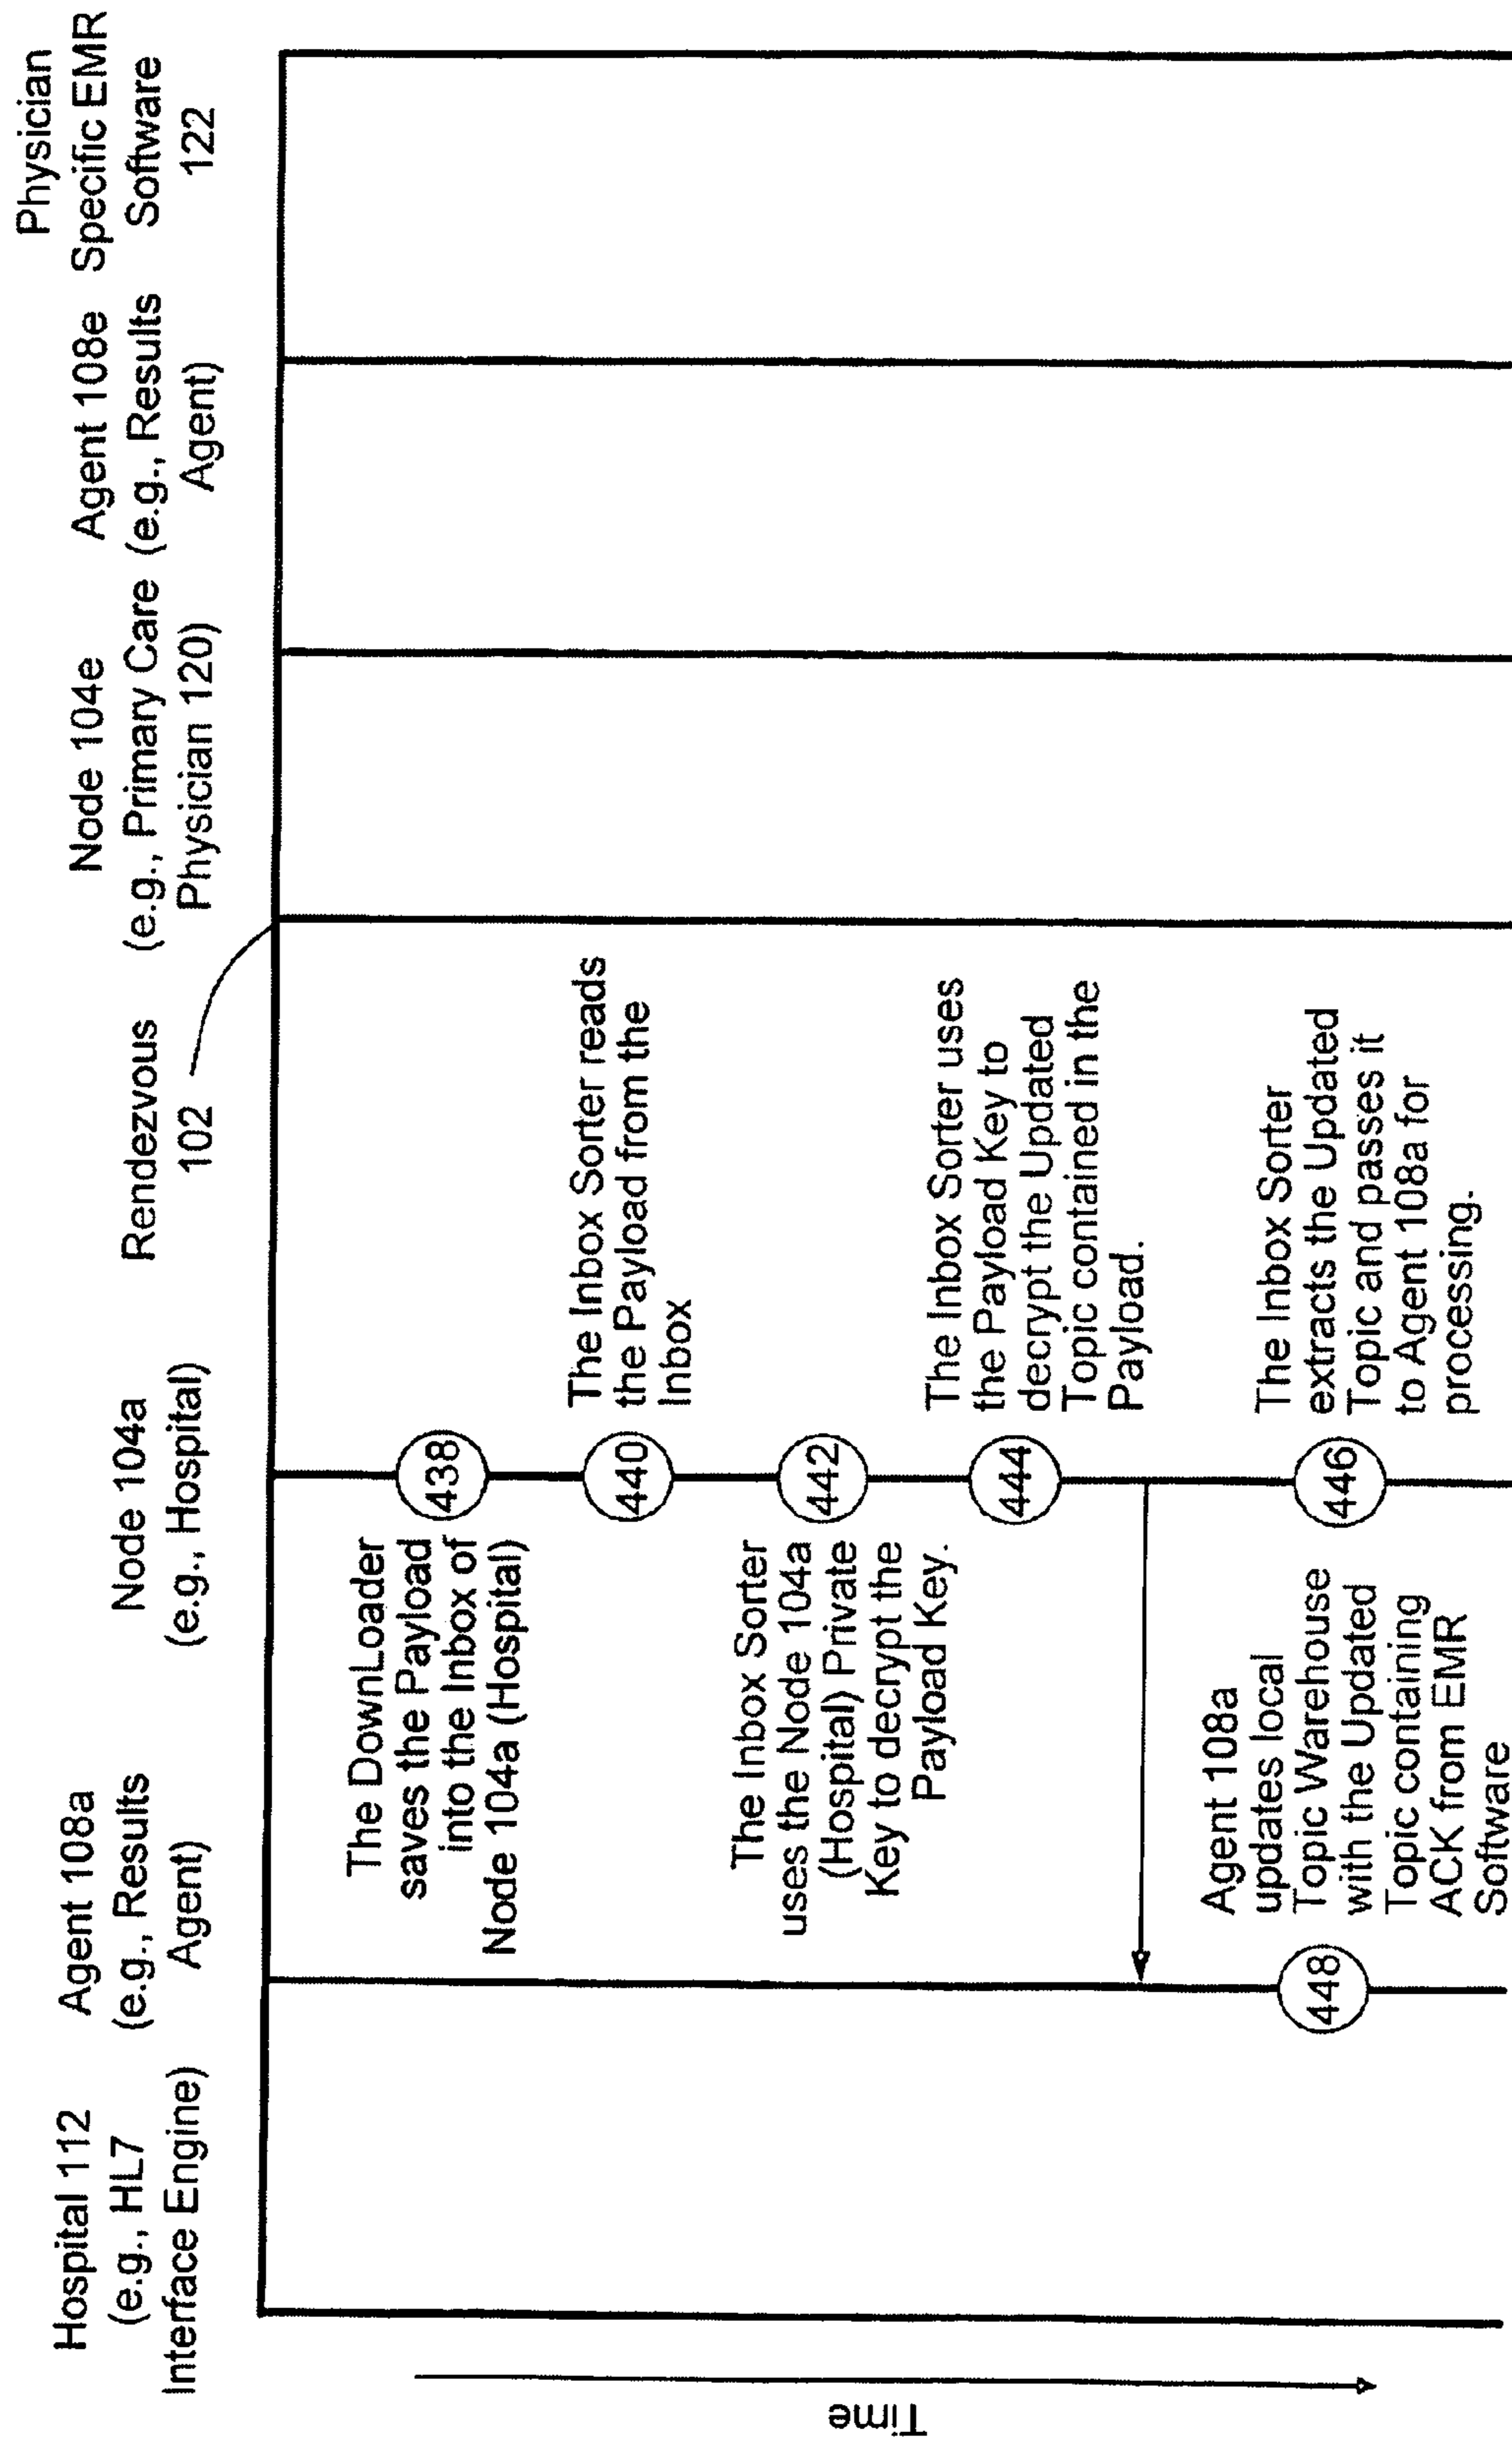 Hospital 112
(e.g., HL7
Interface Engine)
Agent 108a
(e.g., Results
Agent)
Node 104a
(e.g., Hospital)
Rendezvous
102
Node 104e
(e.g., Primary Care
Physician 120)
Agent 108e
(e.g., Results
Agent)
Physician
Specific EMR
Software
122
Time
The DownLoader
saves the Payload
into the Inbox of
Node 104a (Hospital)
438
440
The Inbox Sorter reads
the Payload from the
Inbox
The Inbox Sorter
uses the Node 104a
(Hospital) Private
Key to decrypt the
Payload Key.
442
444
The Inbox Sorter uses
the Payload Key to
decrypt the Updated
Topic contained in the
Payload.
446
The Inbox Sorter
extracts the Updated
Topic and passes it
to Agent 108a for
processing.
448
Agent 108a
updates local
Topic Warehouse
with the Updated
Topic containing
ACK from EMR
Software